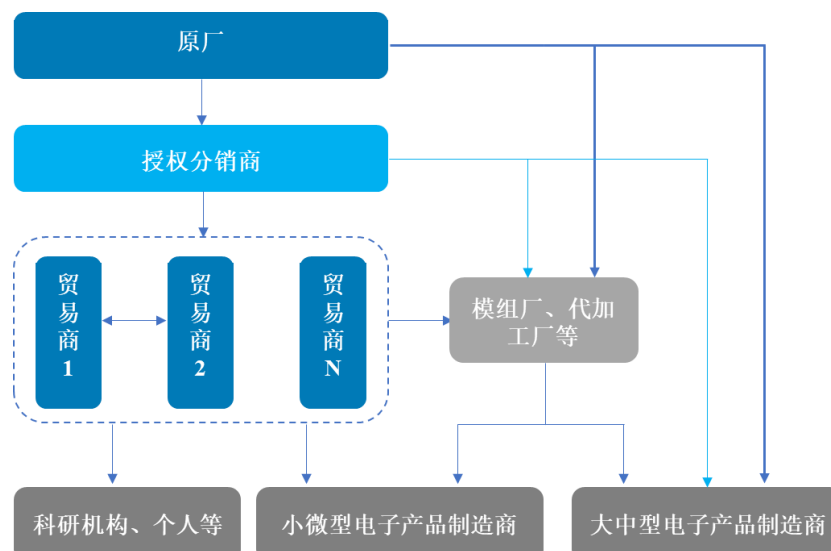 原厂
授权分销商
贸易商1
贸易商2
贸易商N
模组厂、代加
工厂等
科研机构、个人等
小微型电子产品制造商
大中型电子产品制造商